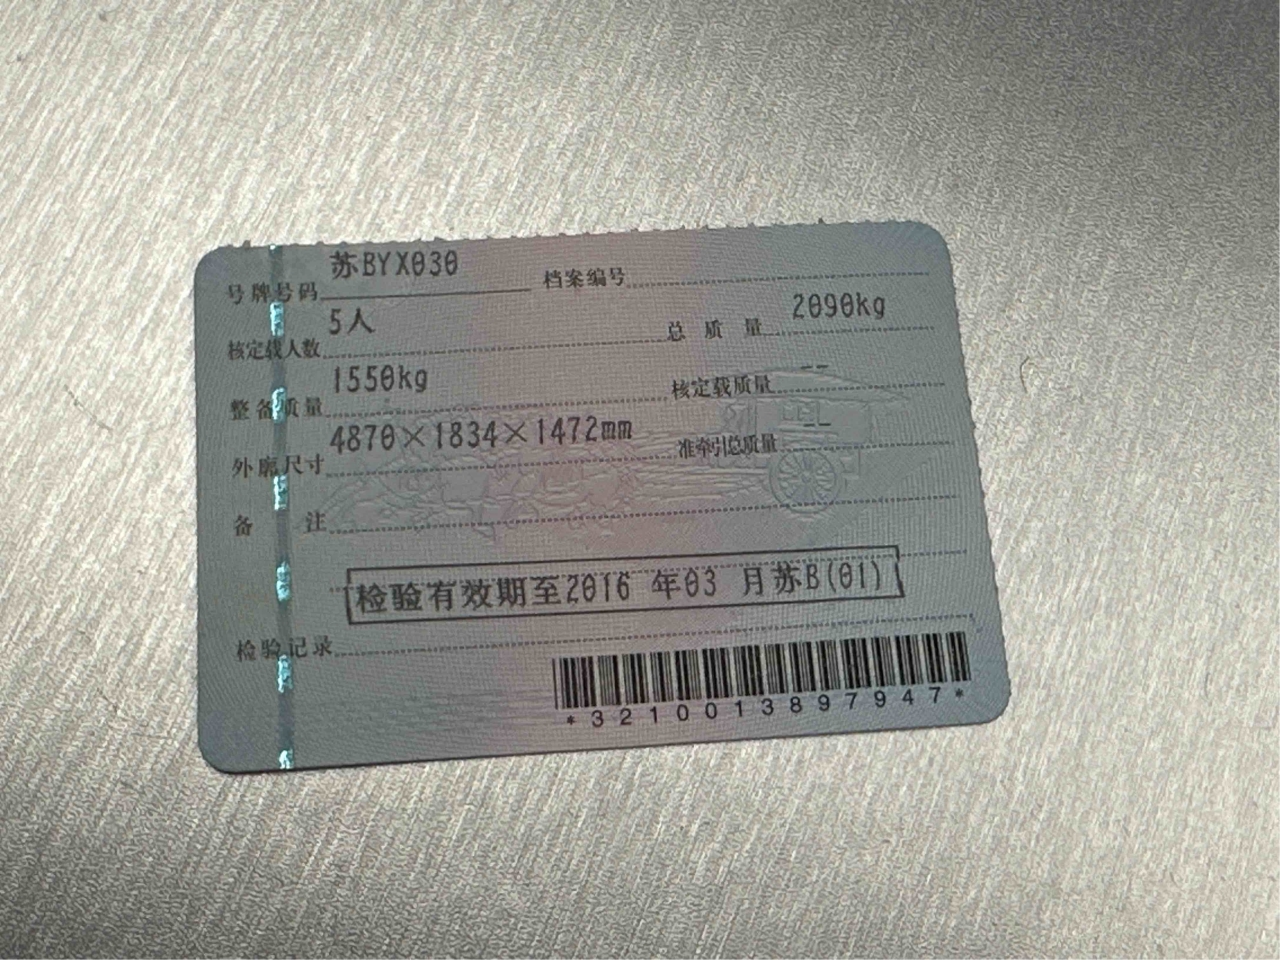 号牌号码 苏BYX030 档案编号
核定载人数 5人 总质量 2090kg
整备质量 1550kg 核定载质量 --
外廓尺寸 4870×1834×1472mm 准牵引总质量 --
备注
检验有效期至2016 年03 月苏B(01)
检验记录
*3210013897947*